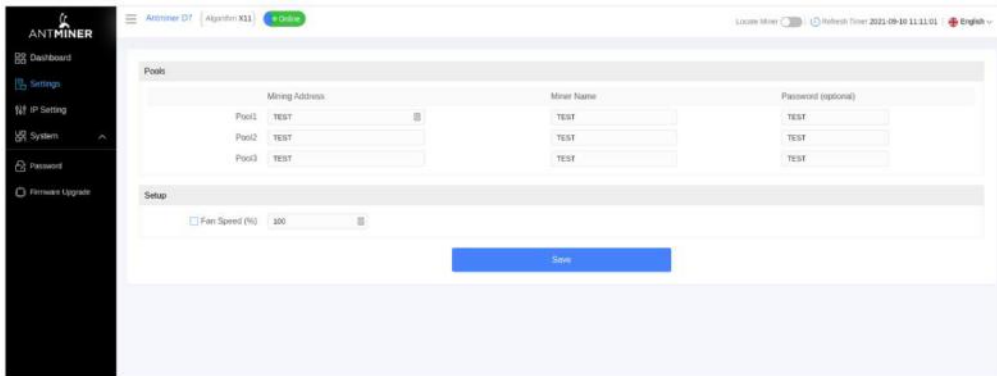 ANTMINER
Antminer D7 Algorithm X11 Online
Locate Miner Refresh Timer 2021-09-10 11:11:01 English
Dashboard
Settings
IP Setting
System
Password
Firmware Upgrade
Pools
Mining Address Miner Name Password (optional)
Pool1 TEST TEST TEST
Pool2 TEST TEST TEST
Pool3 TEST TEST TEST
Setup
Fan Speed (%) 100
Save